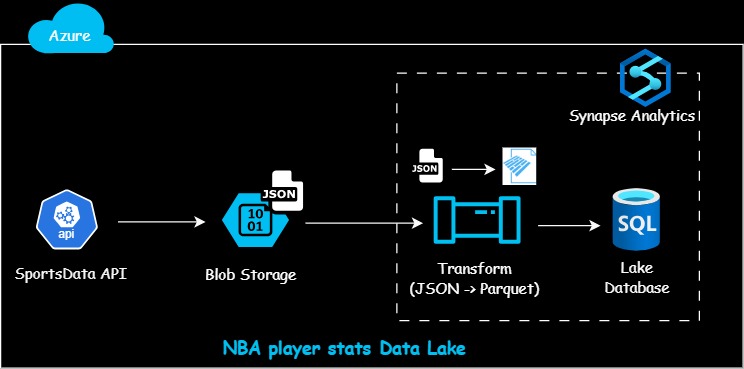 Azure
Synapse Analytics
JSON
JSON
10
01
api
SQL
SportsData API
Blob Storage
Transform
(JSON -> Parquet)
Lake
Database
NBA player stats Data Lake